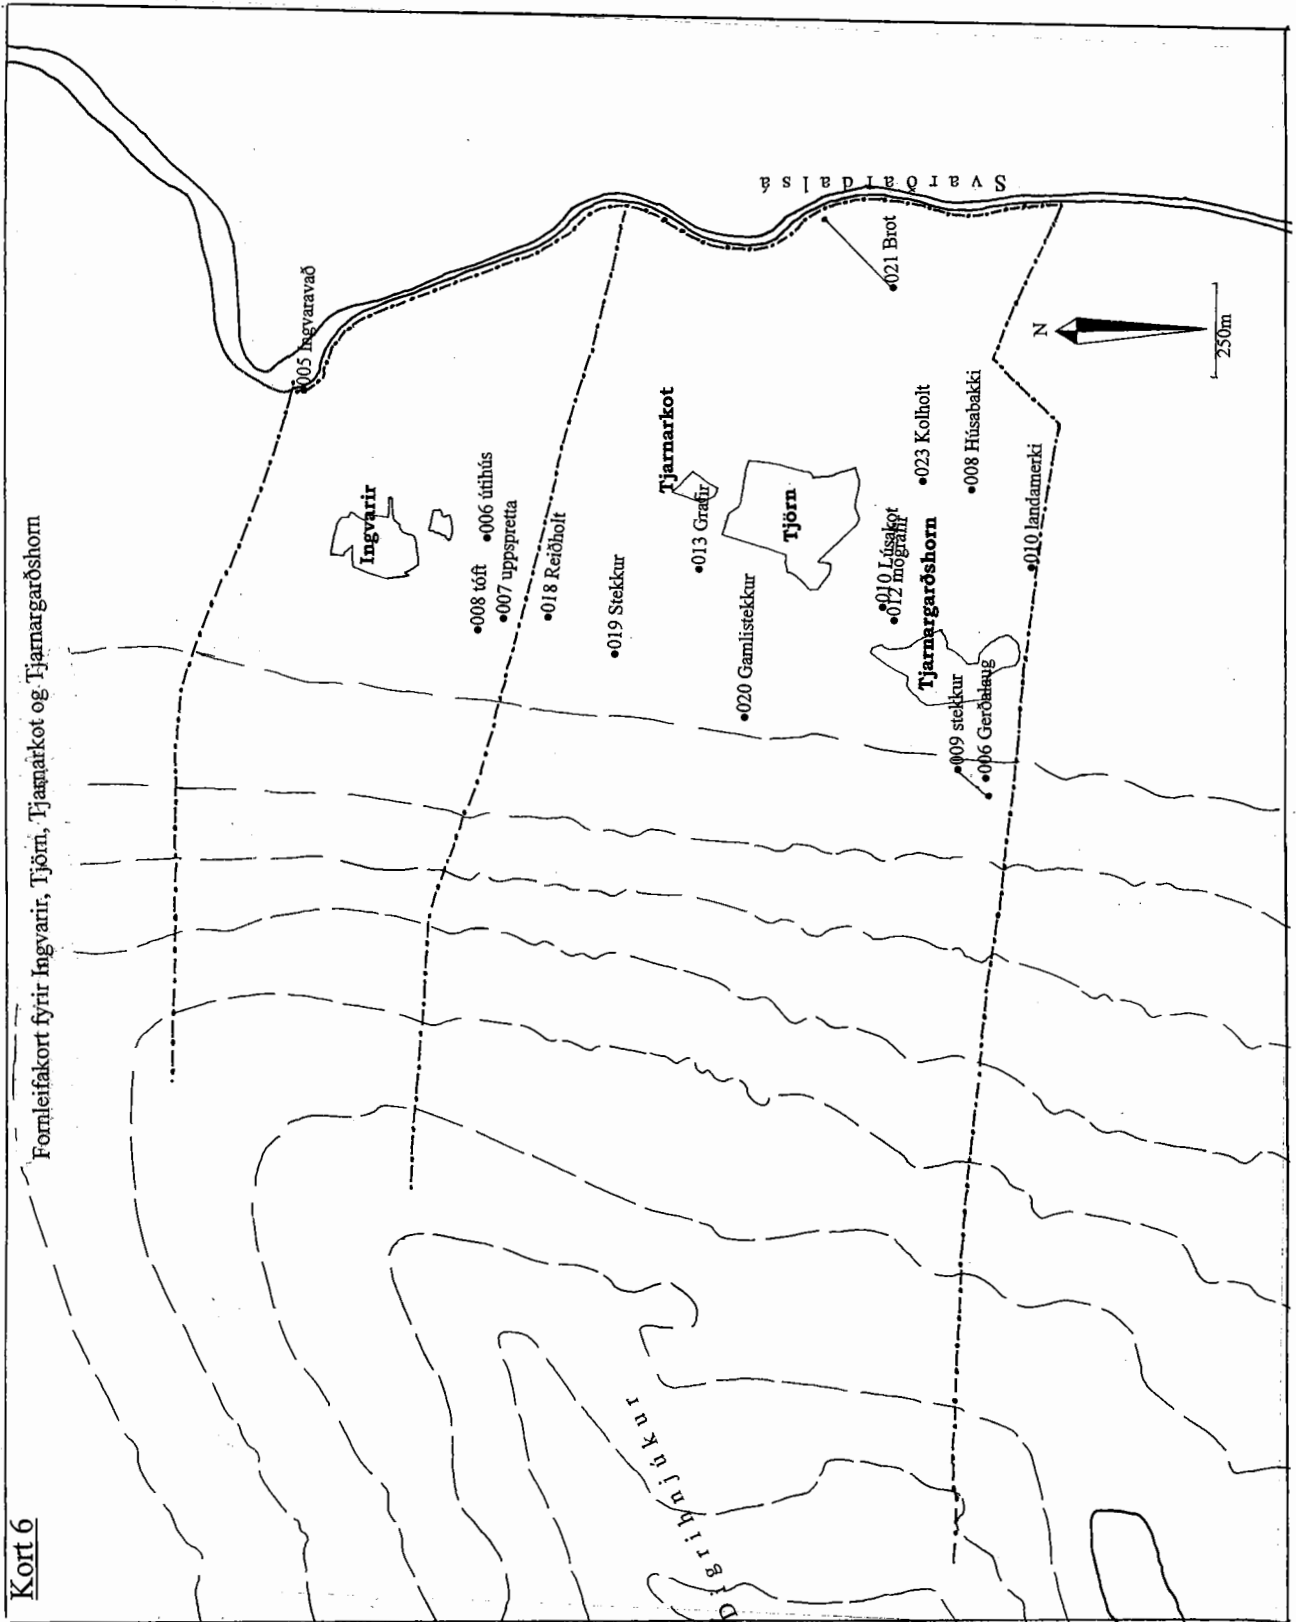 Kort 6
Fornleifakort fyrir Ingvarir, Tjörn, Tjarnarkot og Tjarnargarðshorn
005 Ingvaravað
Ingvarir
006 útihús
008 tóft
007 uppspretta
018 Reiðholt
019 Stekkur
Tjarnarkot
013 Grafir
Tjörn
020 Gamlistekkur
Svarðardalsá
021 Brot
010 Lúsakot
012 mógrafir
023 Kolholt
008 Húsabakki
Tjarnargarðshorn
009 stekkur
006 Gerðalaug
010 landamerki
N
250m
Digrihnjúkur